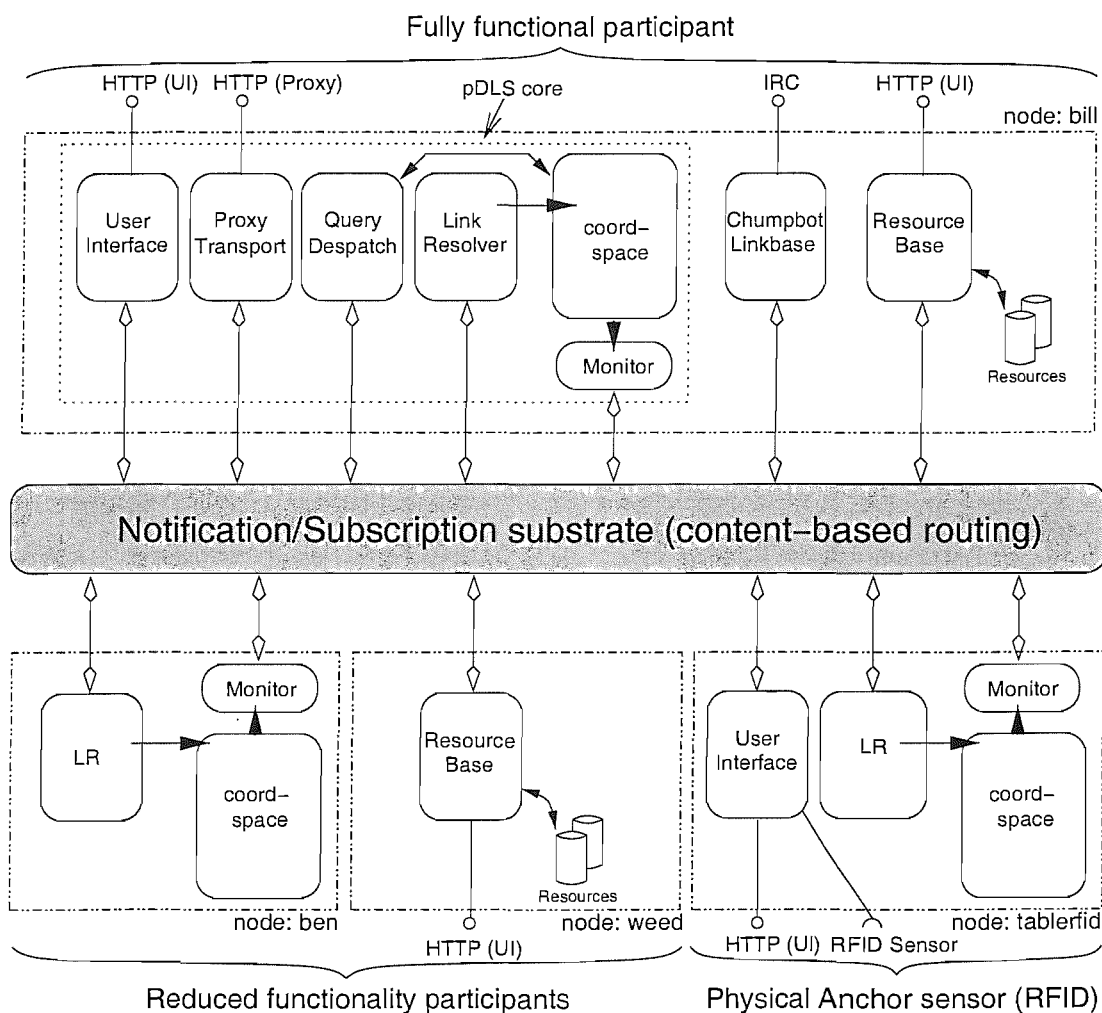 Fully functional participant
HTTP (UI)
HTTP (Proxy)
pDLS core
IRC
HTTP (UI)
node: bill
User
Interface
Proxy
Transport
Query
Despatch
Link
Resolver
coord–
space
Chumpbot
Linkbase
Resource
Base
Monitor
Resources
Notification/Subscription substrate (content–based routing)
LR
Monitor
coord–
space
node: ben
Resource
Base
Resources
node: weed
HTTP (UI)
User
Interface
LR
Monitor
coord–
space
node: tablerfid
HTTP (UI)
RFID Sensor
Reduced functionality participants
Physical Anchor sensor (RFID)